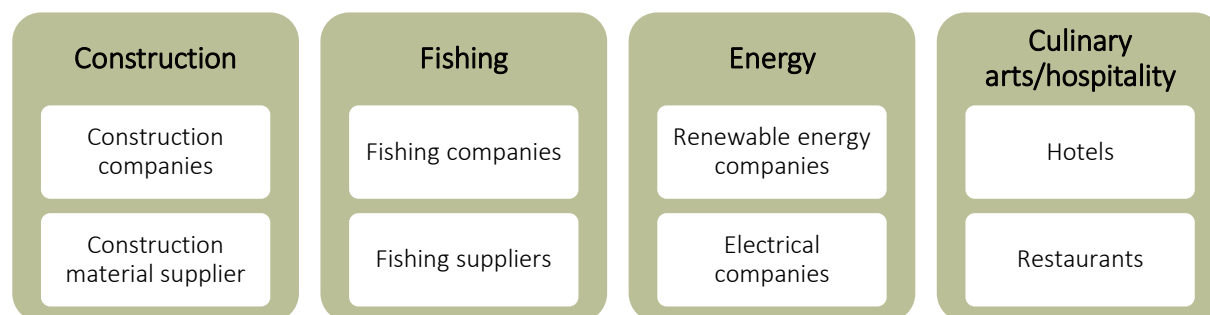 Construction
Construction
companies
Construction
material supplier
Fishing
Fishing companies
Fishing suppliers
Energy
Renewable energy
companies
Electrical
companies
Culinary
arts/hospitality
Hotels
Restaurants